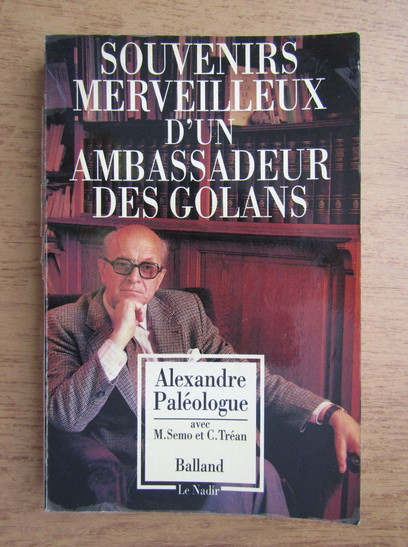 SOUVENIRS
MERVEILLEUX
D'UN
AMBASSADEUR
DES GOLANS
Alexandre
Paléologue
avec
M.Semo et C.Tréan
Balland
Le Nadir